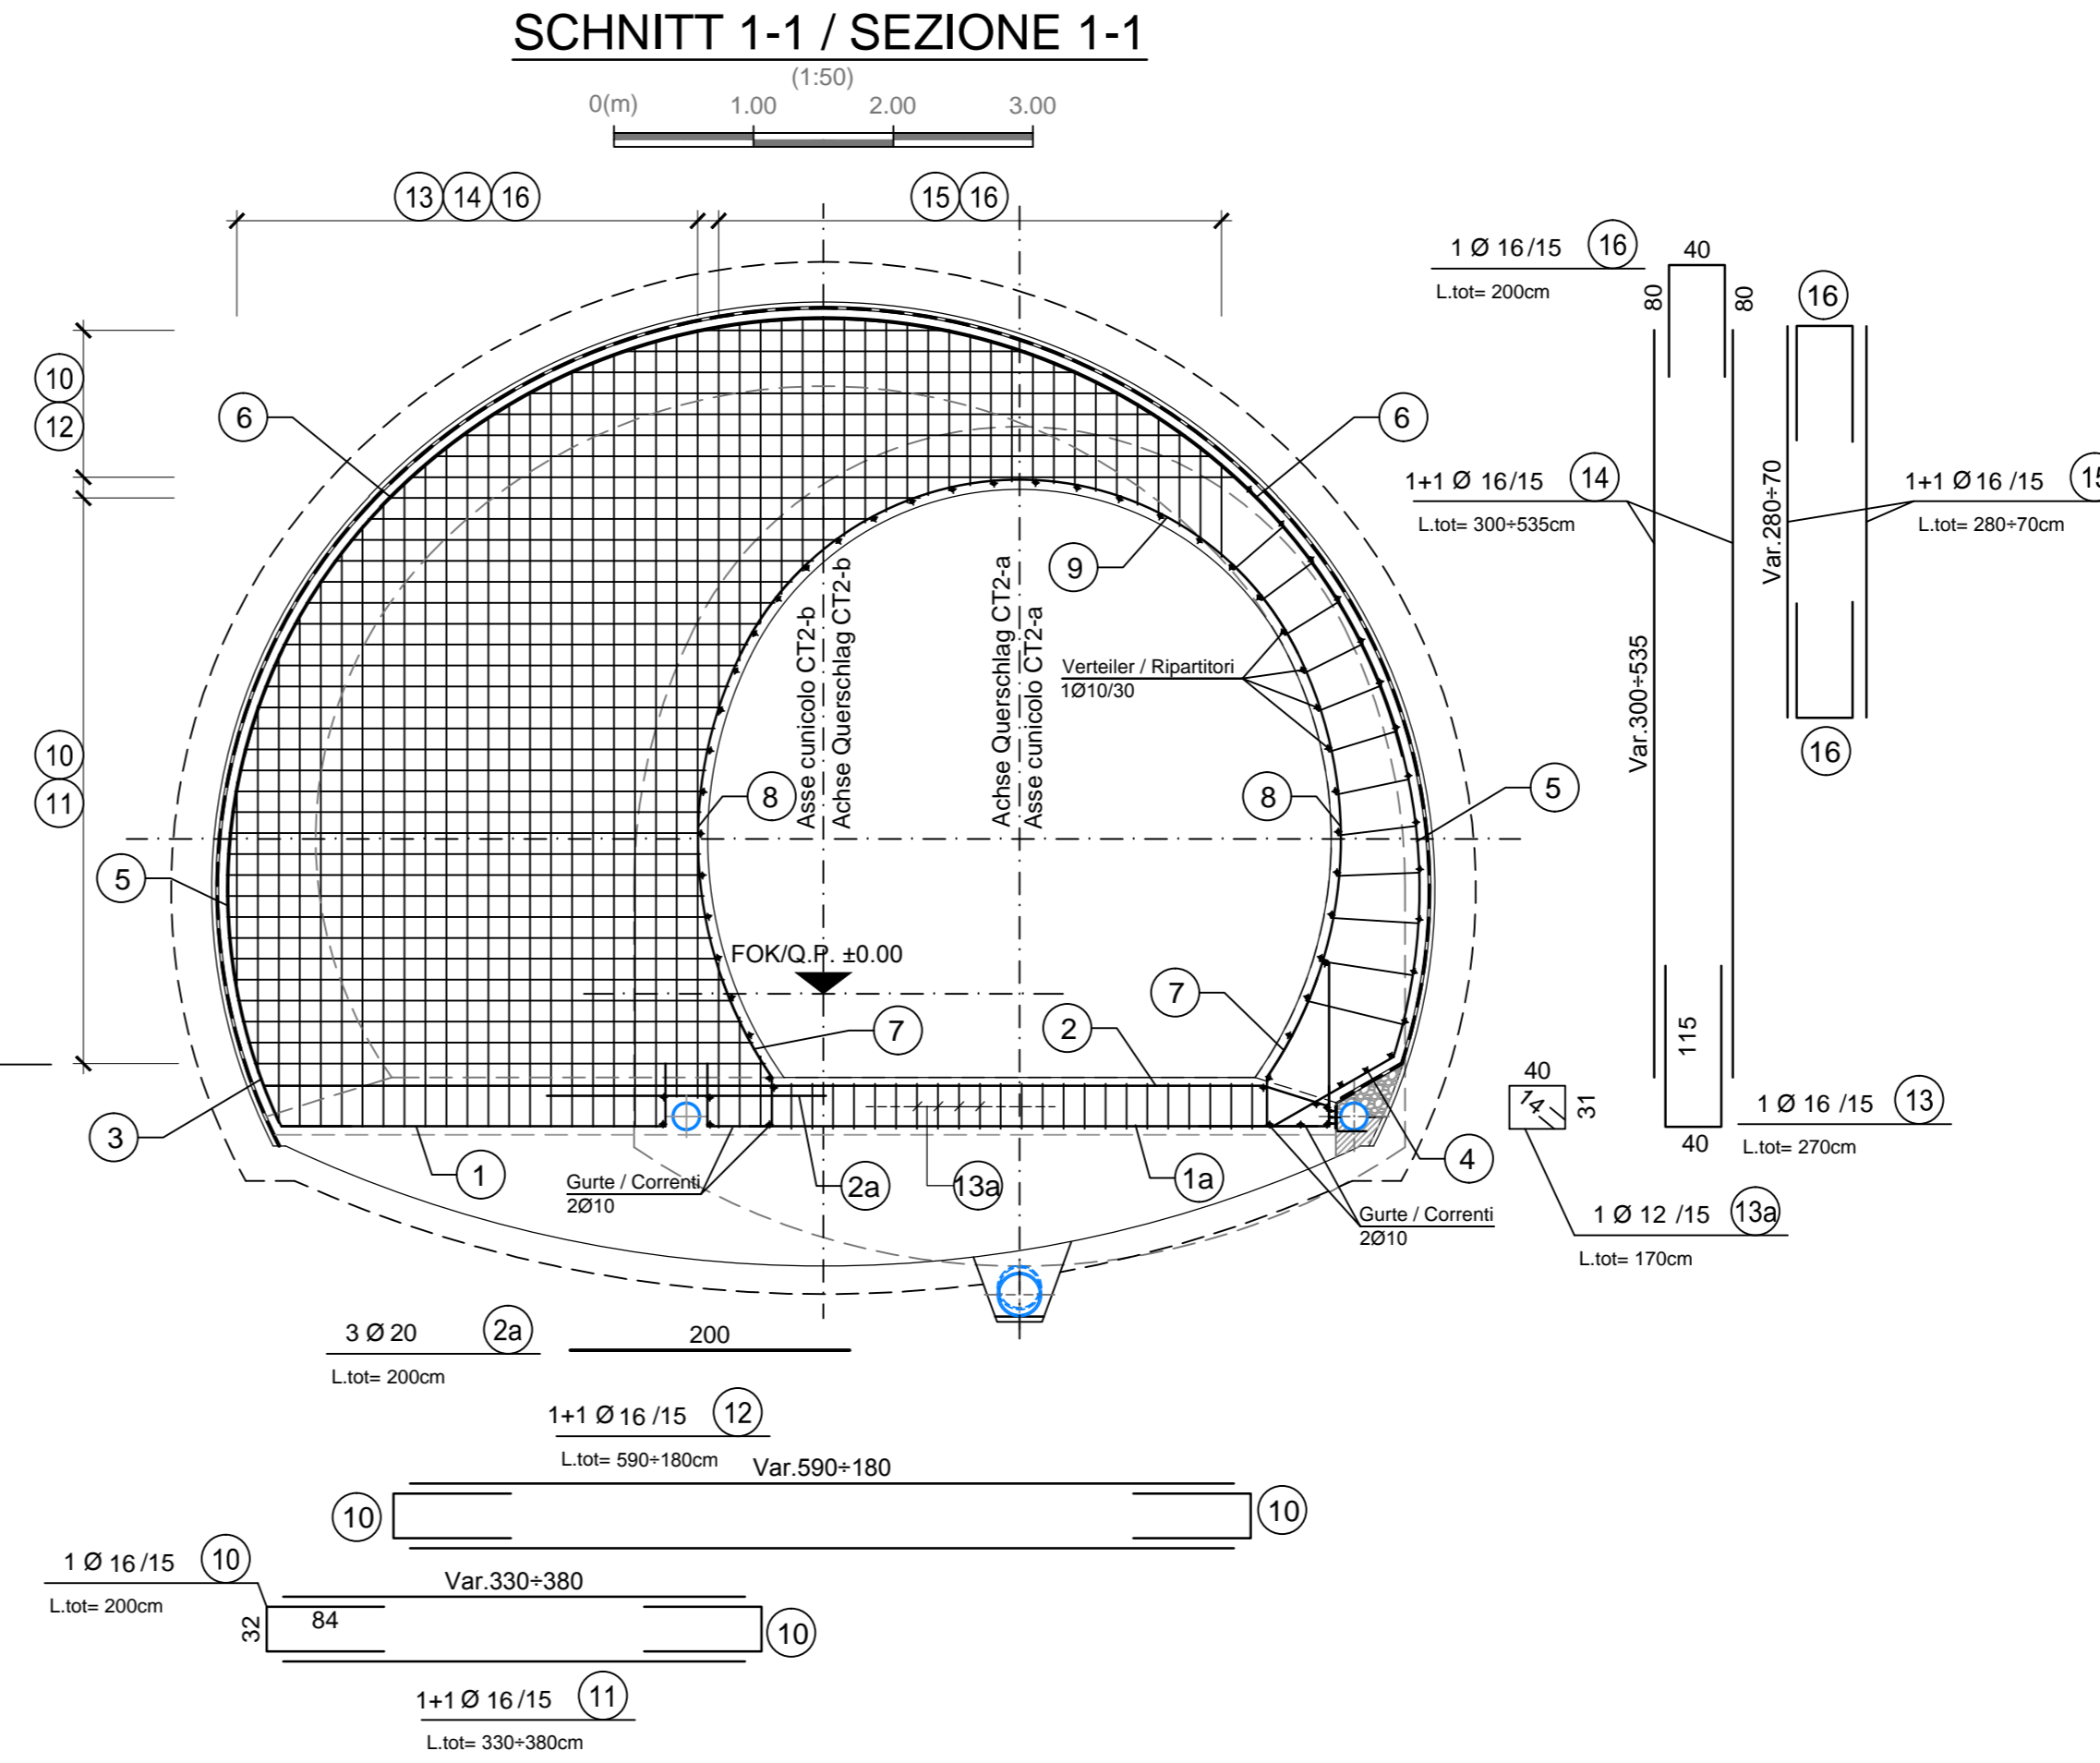 SCHNITT 1-1 / SEZIONE 1-1
(1:50)
0(m) 1.00 2.00 3.00
13 14 16
15 16
1 Ø 16/15 16
L.tot= 200cm
40
80
80
16
10
12
6
6
1+1 Ø 16/15 14
L.tot= 300÷535cm
Var.280÷70
1+1 Ø 16 /15
L.tot= 280÷70cm
9
Asse cunicolo CT2-b
Achse Querschlag CT2-b
Achse Querschlag CT2-a
Asse cunicolo CT2-a
Verteiler / Ripartitori
1Ø10/30
Var.300÷535
16
10
11
8
8
5
5
FOK/Q.P. ±0.00
7
7
2
115
40
14
31
1 Ø 16 /15 13
L.tot= 270cm
40
3
1
Gurte / Correnti
2Ø10
2a
13a
1a
4
Gurte / Correnti
2Ø10
1 Ø 12 /15 13a
L.tot= 170cm
3 Ø 20 2a
L.tot= 200cm
200
1+1 Ø 16 /15 12
L.tot= 590÷180cm
Var.590÷180
10
10
1 Ø 16 /15 10
L.tot= 200cm
Var.330÷380
32
84
10
1+1 Ø 16 /15 11
L.tot= 330÷380cm